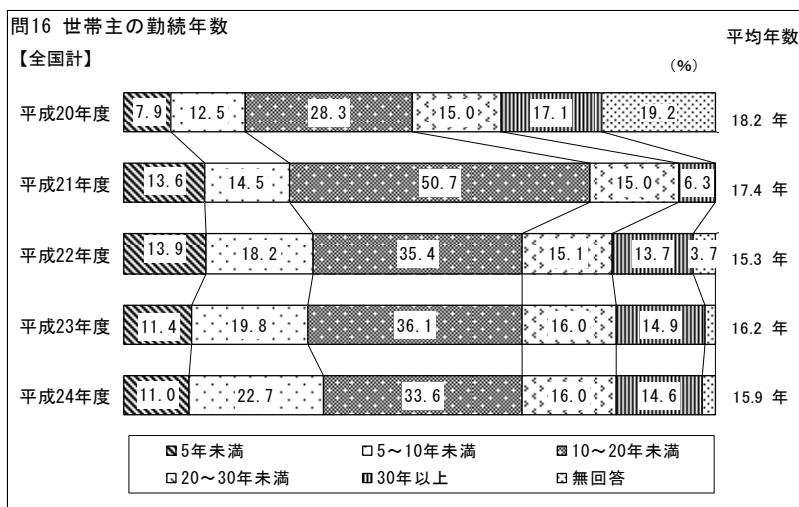 問16 世帯主の勤続年数
平均年数
【全国計】
（%）
平成20年度 7.9 12.5 28.3 15.0 17.1 19.2 18.2 年
平成21年度 13.6 14.5 50.7 15.0 6.3 17.4 年
平成22年度 13.9 18.2 35.4 15.1 13.7 3.7 15.3 年
平成23年度 11.4 19.8 36.1 16.0 14.9 16.2 年
平成24年度 11.0 22.7 33.6 16.0 14.6 15.9 年
5年未満 5～10年未満 10～20年未満
20～30年未満 30年以上 無回答